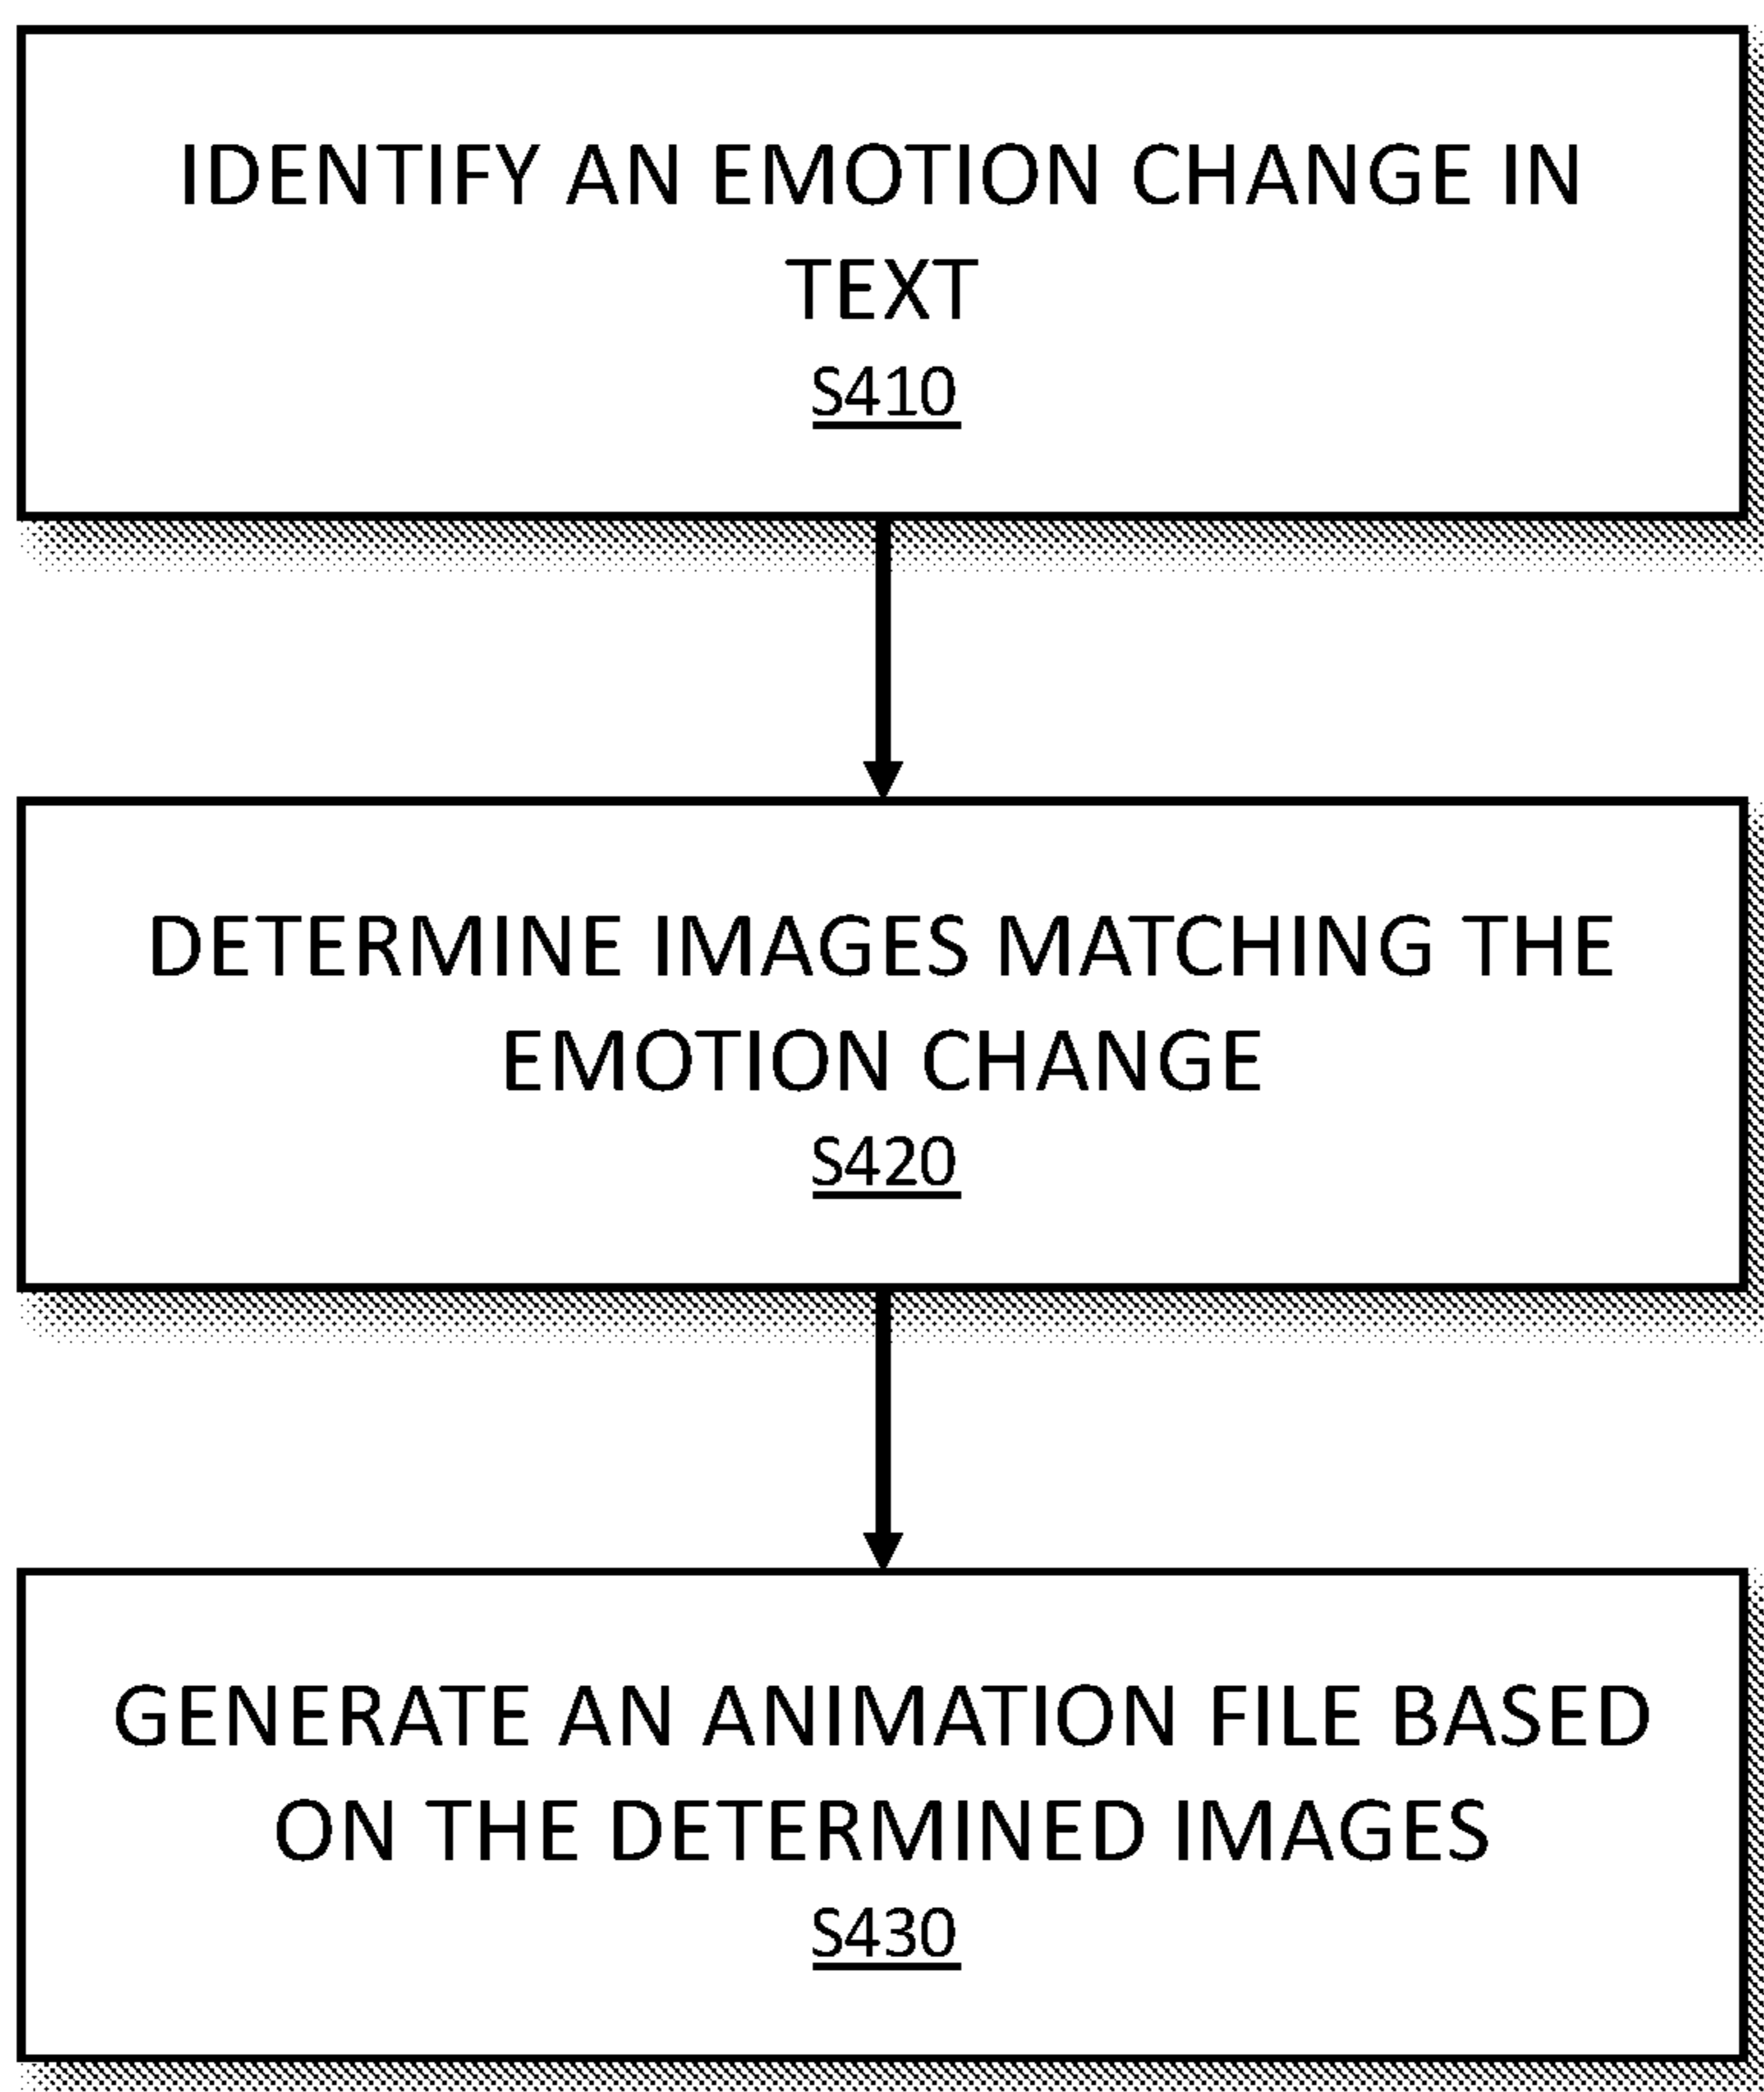 IDENTIFY AN EMOTION CHANGE IN
TEXT
S410
DETERMINE IMAGES MATCHING THE
EMOTION CHANGE
S420
GENERATE AN ANIMATION FILE BASED
ON THE DETERMINED IMAGES
S430